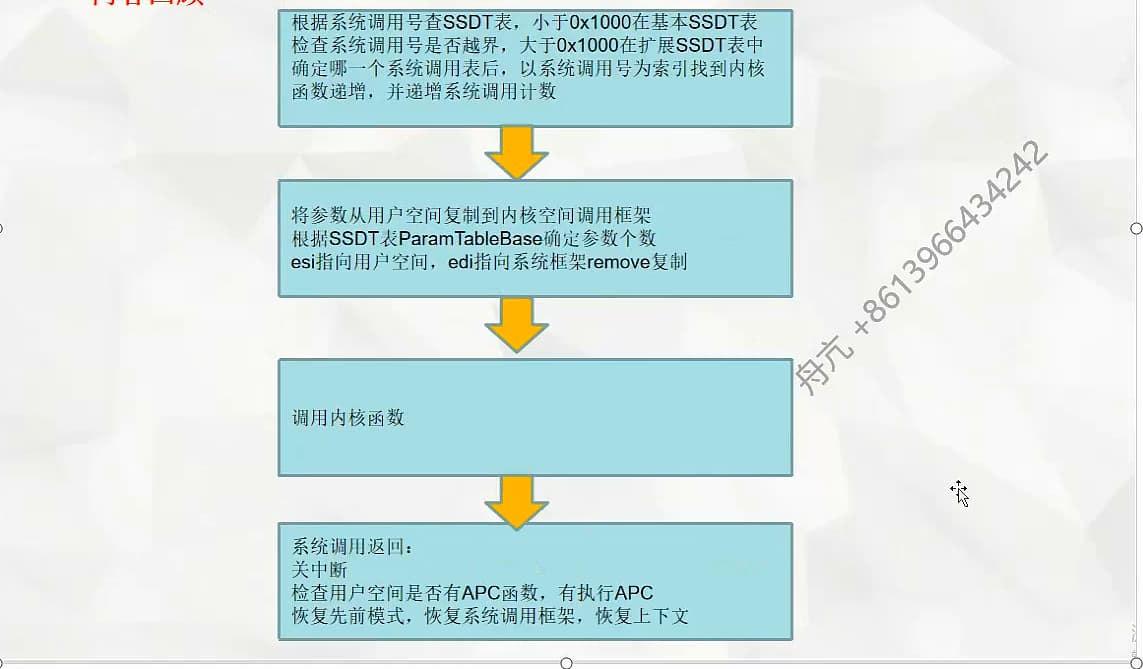 根据系统调用号查SSDT表，小于0x1000在基本SSDT表
检查系统调用号是否越界，大于0x1000在扩展SSDT表中
确定哪一个系统调用表后，以系统调用号为索引找到内核
函数递增，并递增系统调用计数
将参数从用户空间复制到内核空间调用框架
根据SSDT表ParamTableBase确定参数个数
esi指向用户空间，edi指向系统框架remove复制
调用内核函数
系统调用返回：
关中断
检查用户空间是否有APC函数，有执行APC
恢复先前模式，恢复系统调用框架，恢复上下文
舟亢 +8613966434242